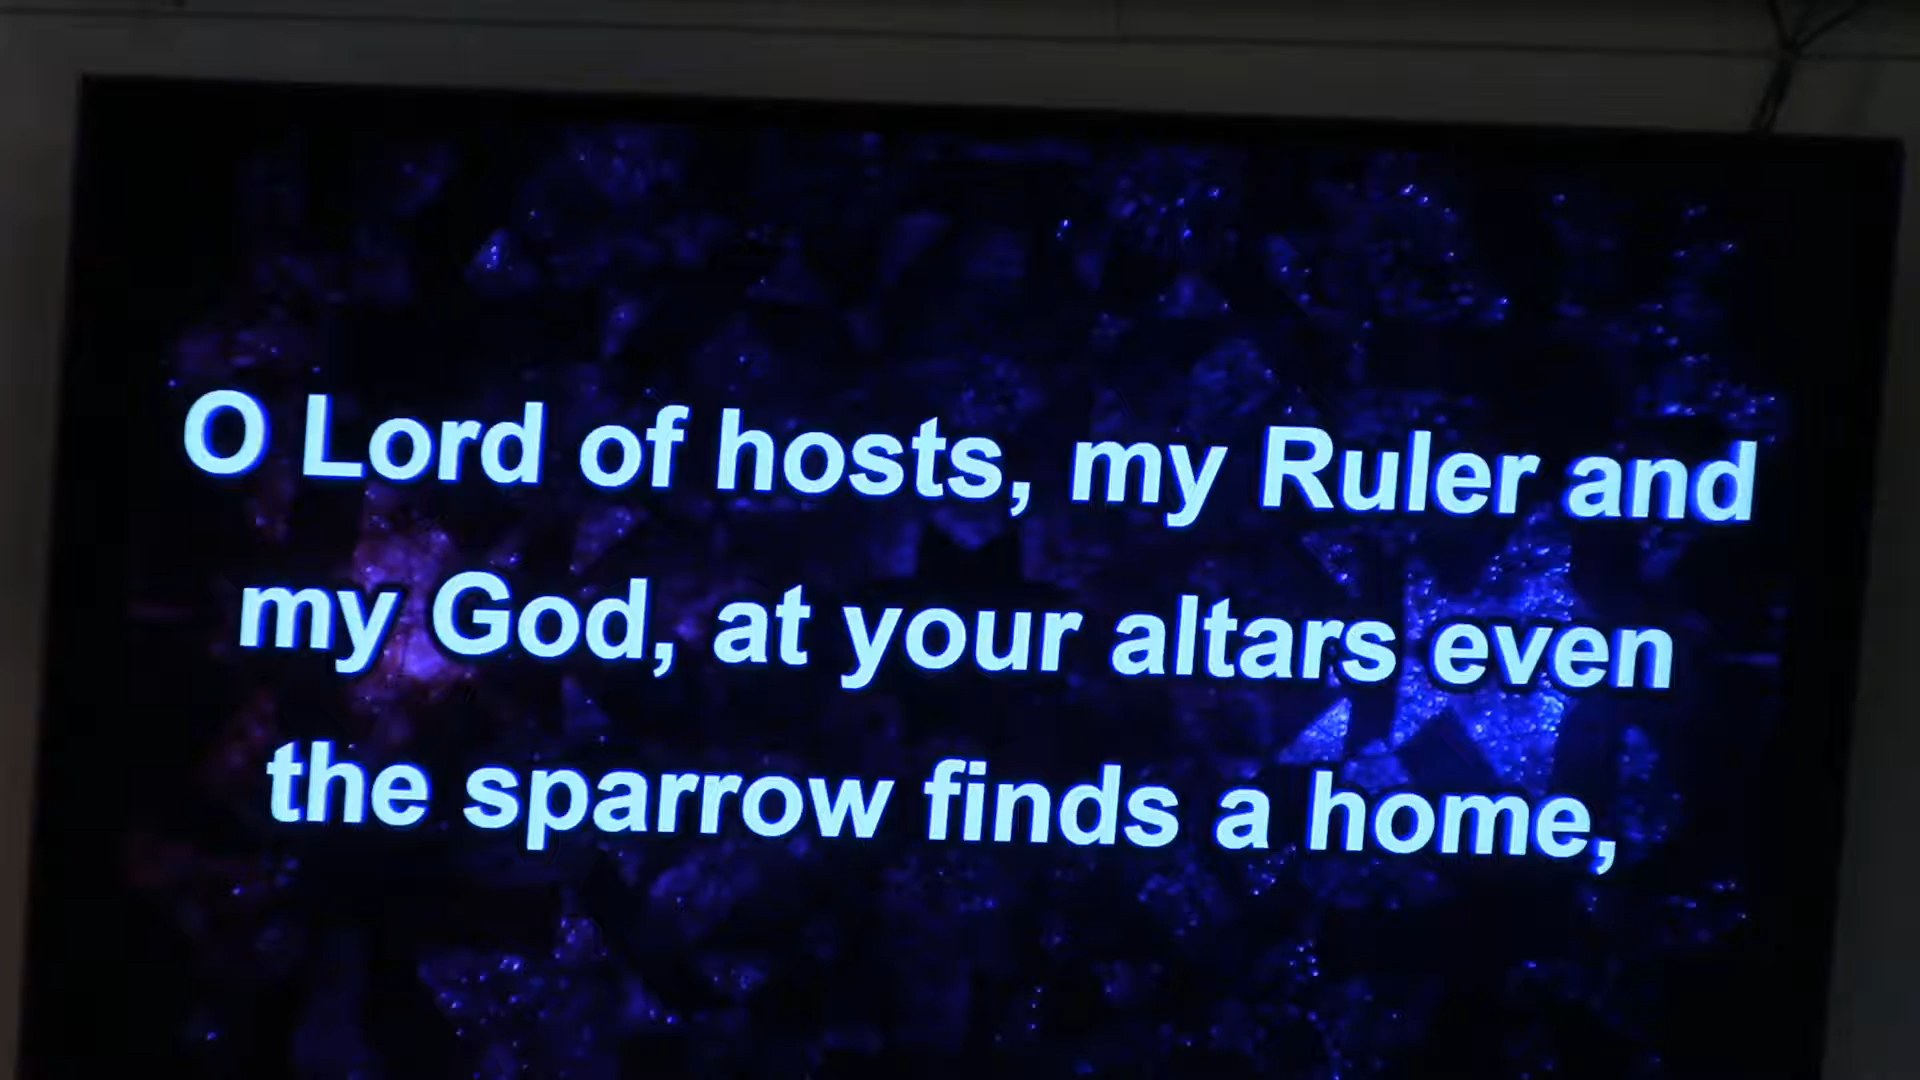 O Lord of hosts, my Ruler and
my God, at your altars even
the sparrow finds a home,